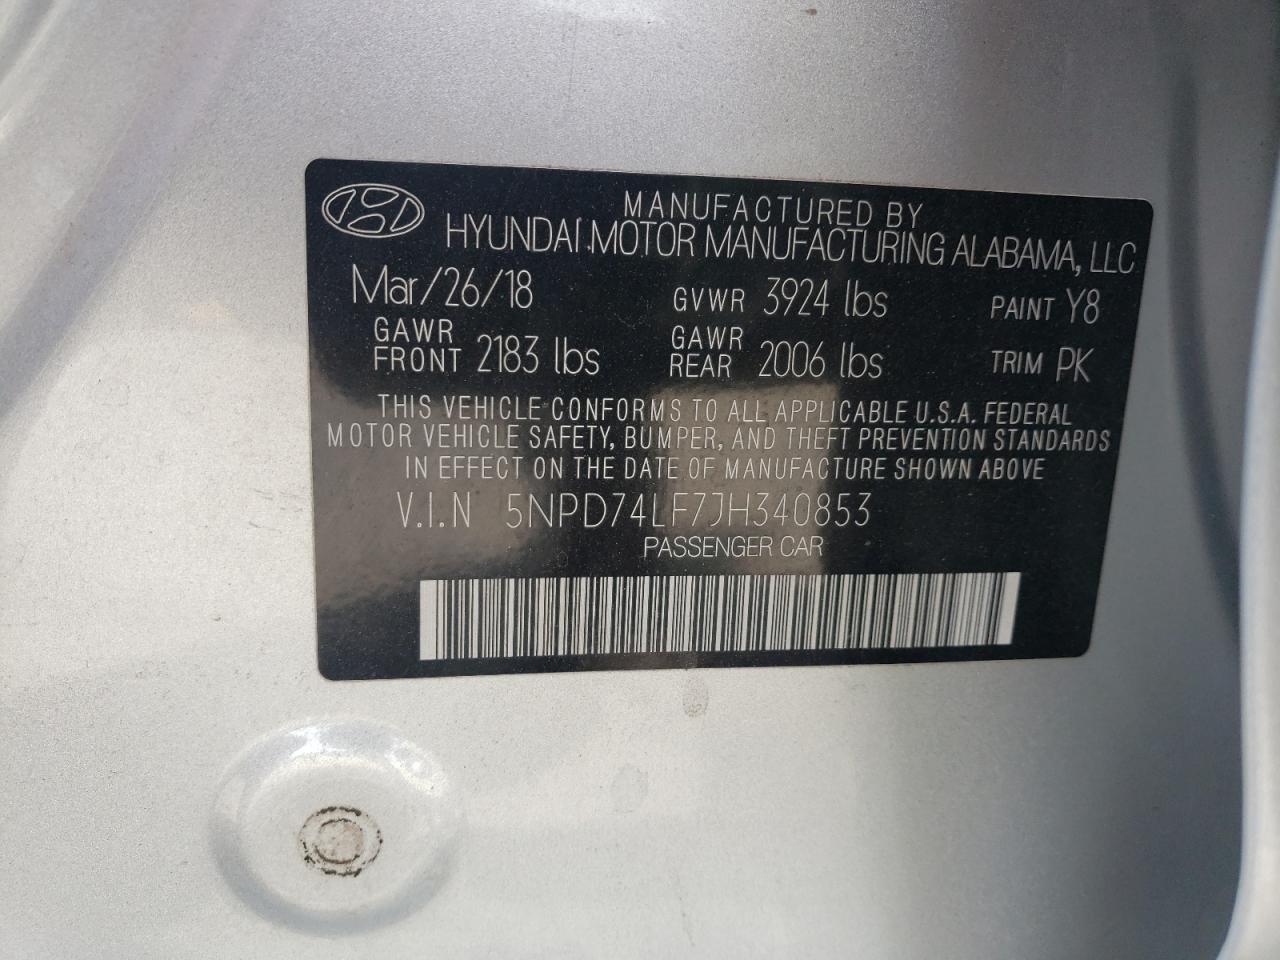 MANUFACTURED BY
HYUNDAI MOTOR MANUFACTURING ALABAMA, LLC
Mar/26/18 GVWR 3924 lbs PAINT Y8
GAWR FRONT 2183 lbs GAWR REAR 2006 lbs TRIM PK
THIS VEHICLE CONFORMS TO ALL APPLICABLE U.S.A. FEDERAL
MOTOR VEHICLE SAFETY, BUMPER, AND THEFT PREVENTION STANDARDS
IN EFFECT ON THE DATE OF MANUFACTURE SHOWN ABOVE
V.I.N 5NPD74LF7JH340853
PASSENGER CAR